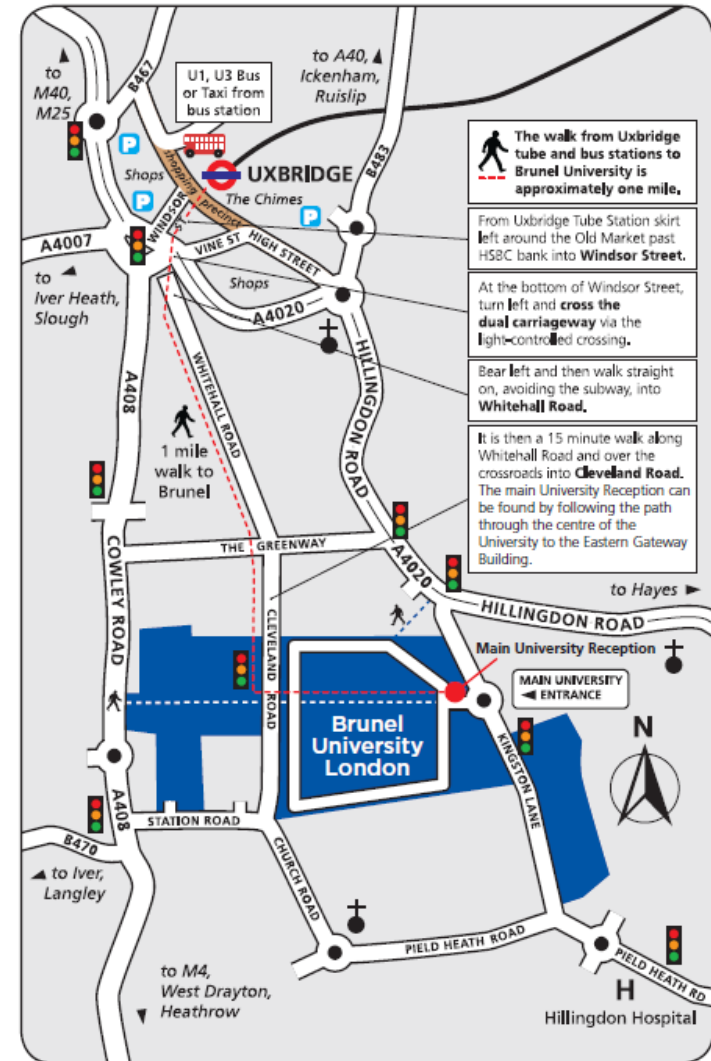 to
M40,
M25
B467
U1, U3 Bus
or Taxi from
bus station
to A40,
Ickenham,
Ruislip
B483
P
Shops
P
shopping precinct
UXBRIDGE
The Chimes
P
WINDSOR ST
A4007
VINE ST
HIGH STREET
to
Iver Heath,
Slough
Shops
A4020
The walk from Uxbridge
tube and bus stations to
Brunel University is
approximately one mile.
From Uxbridge Tube Station skirt
left around the Old Market past
HSBC bank into Windsor Street.
At the bottom of Windsor Street,
turn left and cross the
dual carriageway via the
light-controlled crossing.
Bear left and then walk straight
on, avoiding the subway, into
Whitehall Road.
It is then a 15 minute walk along
Whitehall Road and over the
crossroads into Cleveland Road.
The main University Reception can
be found by following the path
through the centre of the
University to the Eastern Gateway
Building.
A408
WHITEHALL ROAD
HILLINGDON ROAD
1 mile
walk to
Brunel
COWLEY ROAD
THE GREENWAY
A4020
to Hayes
HILLINGDON ROAD
CLEVELAND ROAD
Main University Reception
MAIN UNIVERSITY
ENTRANCE
Brunel
University
London
KINGSTON LANE
N
A408
STATION ROAD
B470
to Iver,
Langley
CHURCH ROAD
PIELD HEATH ROAD
PIELD HEATH RD
to M4,
West Drayton,
Heathrow
H
Hillingdon Hospital